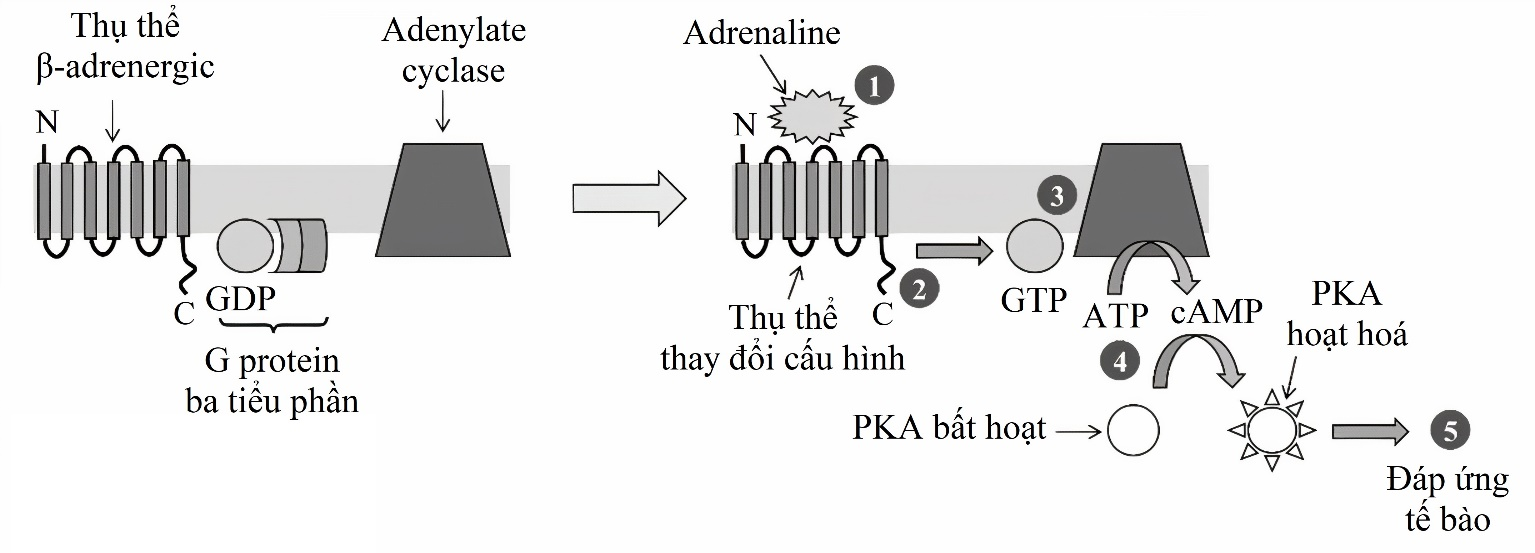 Thụ thể
β-adrenergic
Adenylate
cyclase
N
C
GDP
G protein
ba tiểu phần
Adrenaline
1
N
3
2
C
GTP
ATP
cAMP
Thụ thể
thay đổi cấu hình
4
PKA
hoạt hoá
PKA bất hoạt
5
Đáp ứng
tế bào